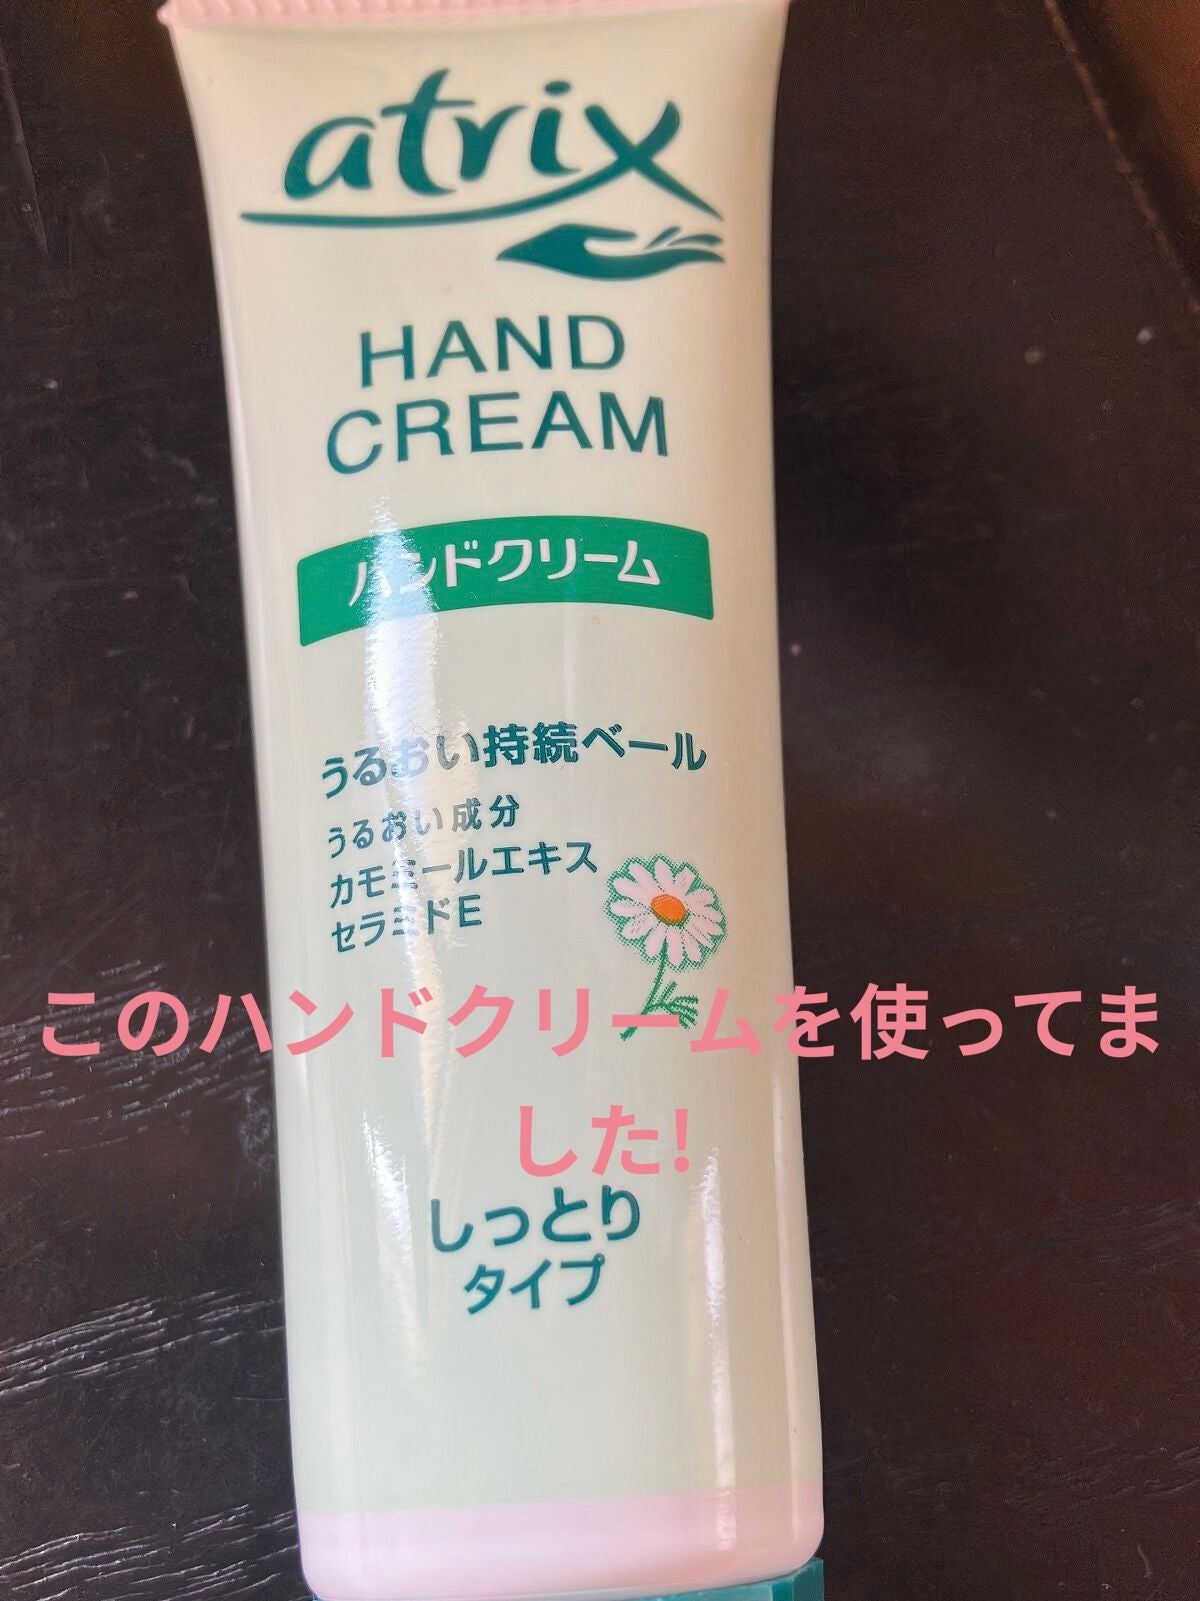 atrix
HAND
CREAM
ハンドクリーム
うるおい持続ベール
うるおい成分
カモミールエキス
セラミドE
このハンドクリームを使ってま
した!
しっとり
タイプ